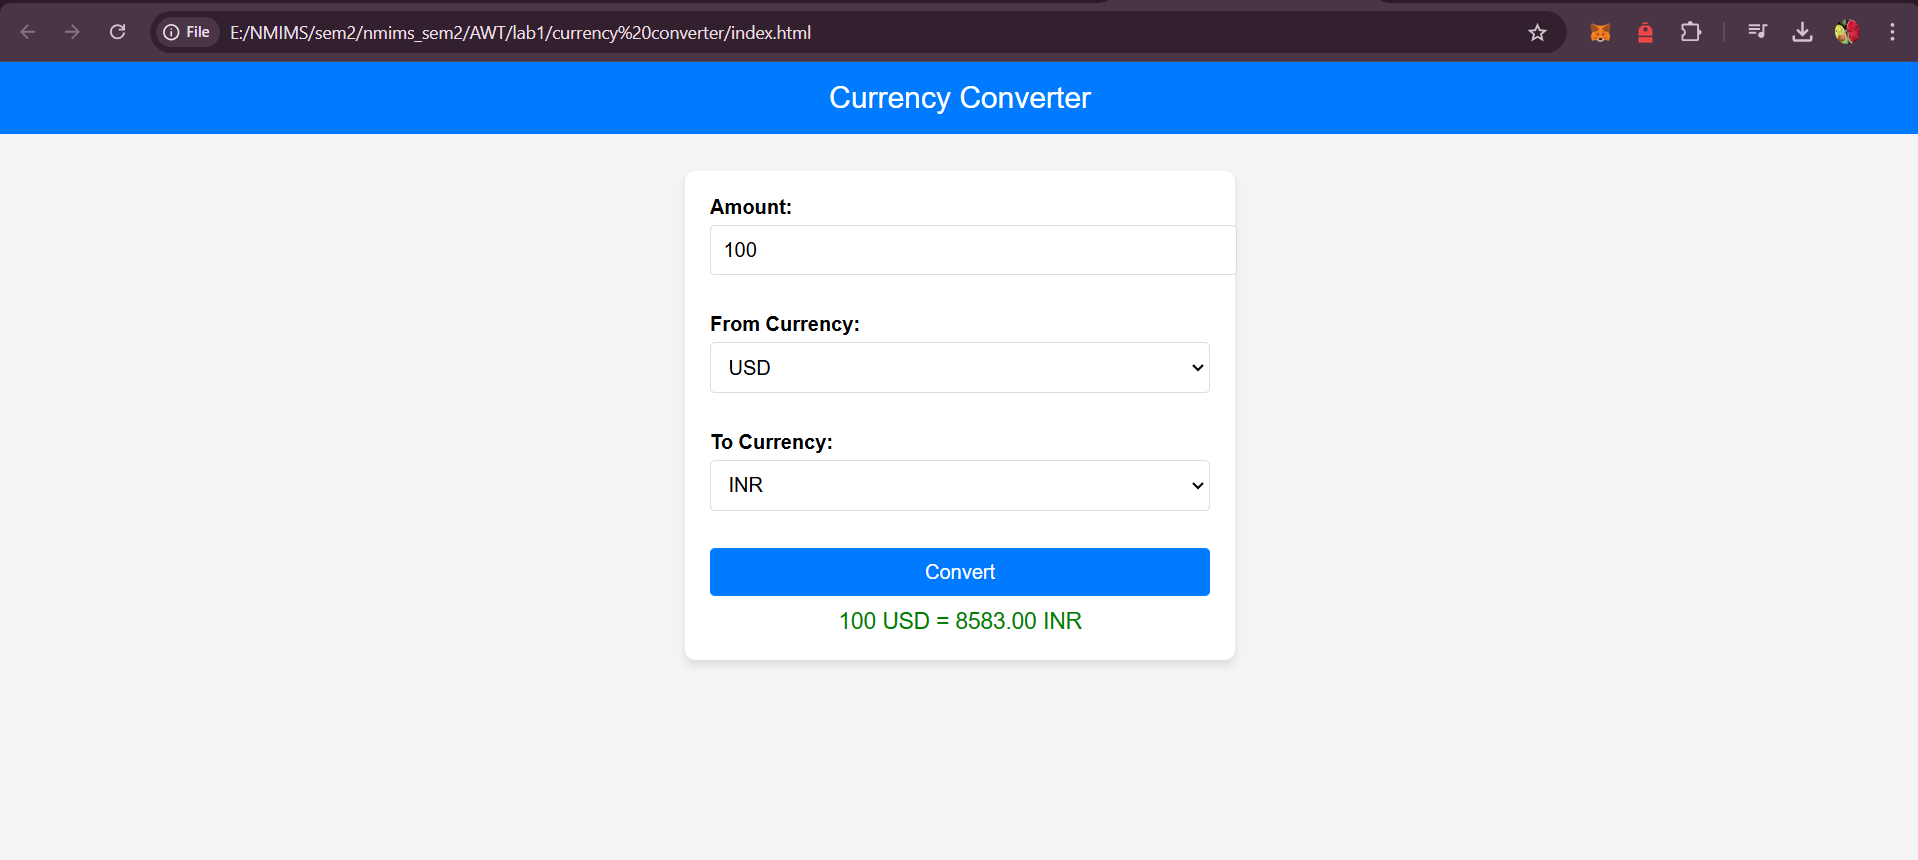 File E:/NMIMS/sem2/nmims_sem2/AWT/lab1/currency%20converter/index.html
Currency Converter
Amount:
100
From Currency:
USD
To Currency:
INR
Convert
100 USD = 8583.00 INR